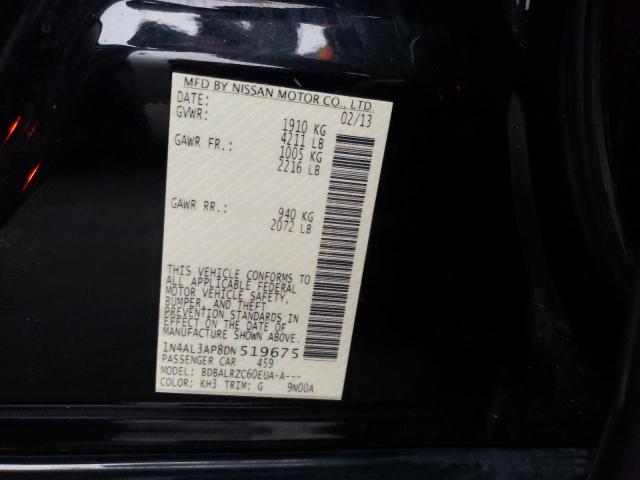 MFD BY NISSAN MOTOR CO., LTD.
DATE: 02/13
GVWR: 1910 KG
4211 LB
GAWR FR.: 1005 KG
2216 LB
GAWR RR.: 940 KG
2072 LB
THIS VEHICLE CONFORMS TO
ALL APPLICABLE FEDERAL
MOTOR VEHICLE SAFETY,
BUMPER, AND THEFT
PREVENTION STANDARDS IN
EFFECT ON THE DATE OF
MANUFACTURE SHOWN ABOVE.
1N4AL3AP8DN 519675
PASSENGER CAR 459
MODEL: BDBALRZC60EUA-A---
COLOR: KH3 TRIM: G 9N00A